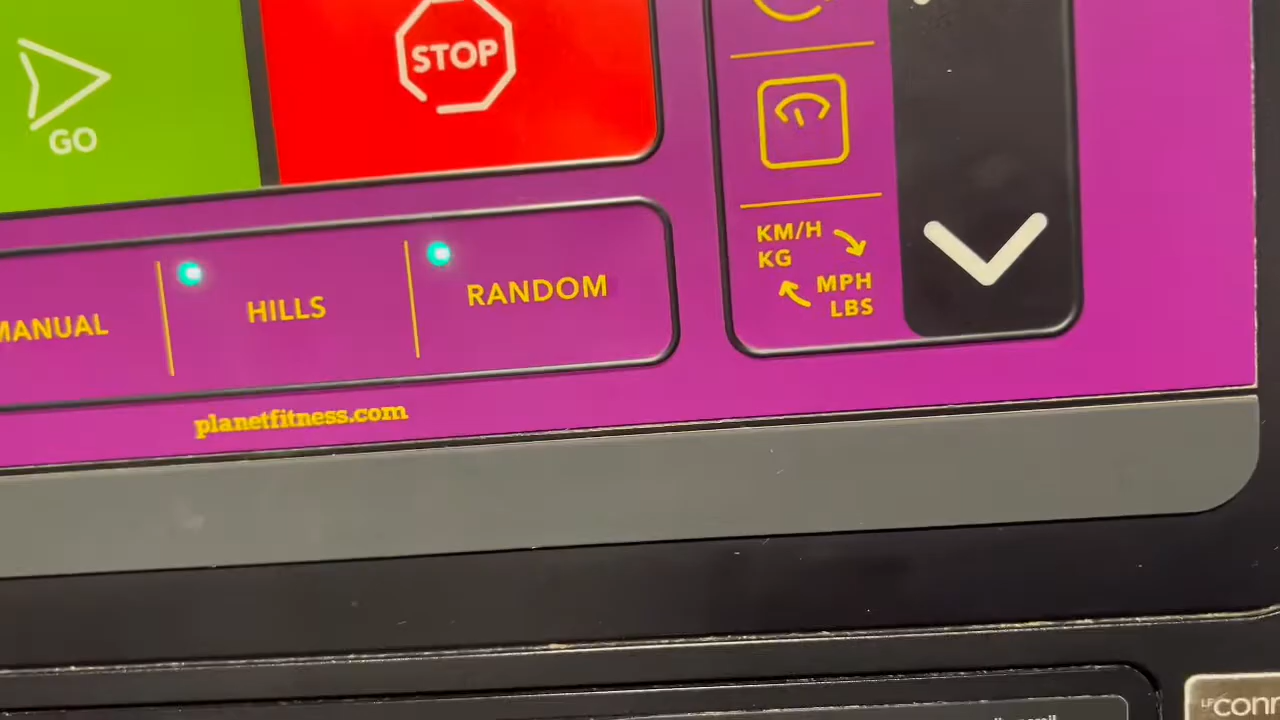 STOP
GO
KM/H
KG
MPH
LBS
MANUAL
HILLS
RANDOM
planetfitness.com